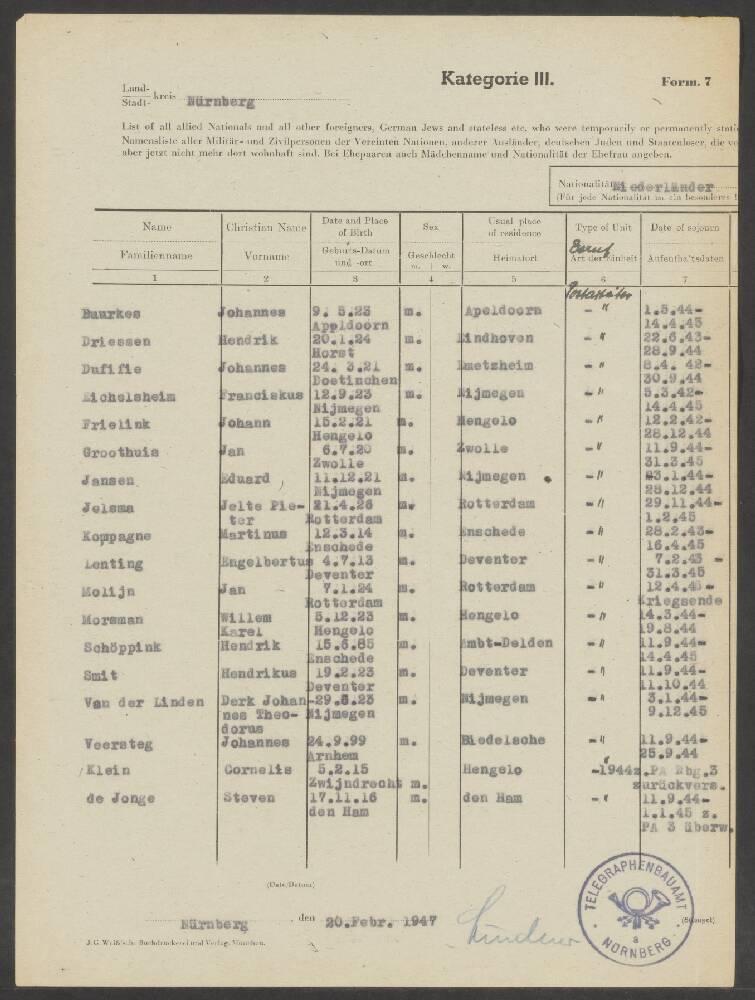 Kategorie III.
Form. 7
Land-
Stadt- kreis Nürnberg
List of all allied Nationals and all other foreigners, German Jews and stateless etc. who were temporarily or permanently
Namensliste aller Militär- und Zivilpersonen der Vereinten Nationen, anderer Ausländer, deutschen Juden und Staatenloser, die
aber jetzt nicht mehr dort wohnhaft sind. Bei Ehepaaren auch Mädchenname und Nationalität der Ehefrau angeben.
Nationalität Niederländer
(Für jede Nationalität ist ein besonderes
Name Christian Name Date and Place of Birth Sex Usual place of residence Type of Unit Date of sojourn
Familienname Vorname Geburts-Datum und -ort Geschlecht m. w. Heimatort Beruf Art der Einheit Aufenthaltsdaten
1 2 3 4 5 6 7
Buurkes Johannes 9. 5.23 m. Apeldoorn - " 1.5.44-
Appldoorn 14.4.45
Driessen Hendrik 20.1.24 m. Eindhoven - " 22.6.43-
Horst 28.9.44
Dufifie Johannes 24. 3.21 m. Dmetzheim - " 8.4. 42-
Doetinchen 30.9.44
Eichelsheim Franciskus 12.9.23 m. Nijmegen - " 5.3.42-
Nijmegen 14.4.45
Frielink Johann 15.2.21 m. Hengelo - " 12.2.42-
Hengelo 28.12.44
Groothuis Jan 6.7.20 m. Zwolle - " 11.9.44-
Zwolle 31.3.45
Jansen Eduard 11.12.21 m. Nijmegen - " 23.1.44-
Nijmegen 28.12.44
Jelsma Jelte Pie- 21.4.26 m. Rotterdam - " 29.11.44-
ter Rotterdam 1.2.45
Kompagne Martinus 12.3.14 m. Enschede - " 28.2.43-
Enschede 16.4.45
Lenting Engelbertus 4.7.13 m. Deventer - " 7.2.43 -
Deventer 31.3.45
Molijn Jan 7.1.24 m. Rotterdam - " 12.4.40-
Rotterdam Kriegsende
Morsman Willem 5.12.23 m. Hengelo - " 14.3.44-
Karel Hengelo 19.8.44
Schöppink Hendrik 15.6.85 m. Ambt-Delden - " 11.9.44-
Enschede 14.4.45
Smit Hendrikus 19.2.23 m. Deventer - " 11.9.44-
Deventer 11.10.44
Van der Linden Derk Johan- 29.8.23 m. Nijmegen - " 3.1.44-
nes Theo- Nijmegen 9.12.45
dorus
Veersteg Johannes 24.9.99 m. Biedelsche - " 11.9.44-
Arnhem 25.9.44
Klein Cornelis 5.2.15 Hengelo -1944z.PA Nbg.3
Zwijndrecht m. zurückvers.
de Jonge Steven 17.11.16 m. den Ham - " 11.9.44-
den Ham 1.1.45 z.
PA 3 überw.
(Date/Datum)
Nürnberg den 20.Febr. 1947
(Stempel)
J. G. Weiß'sche Buchdruckerei und Verlag, München.
TELEGRAPHENBAUAMT
a
NÜRNBERG